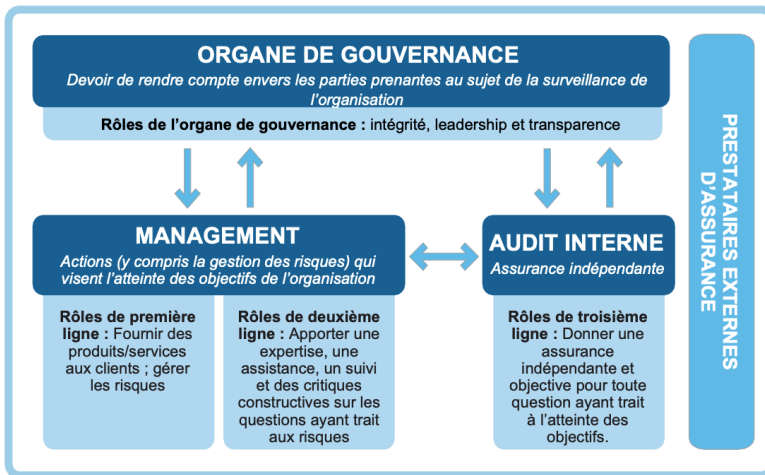 ORGANE DE GOUVERNANCE
Devoir de rendre compte envers les parties prenantes au sujet de la surveillance de
l’organisation
Rôles de l’organe de gouvernance : intégrité, leadership et transparence
MANAGEMENT
Actions (y compris la gestion des risques) qui
visent l’atteinte des objectifs de l’organisation
Rôles de première
ligne : Fournir des
produits/services
aux clients ; gérer
les risques
Rôles de deuxième
ligne : Apporter une
expertise, une
assistance, un suivi
et des critiques
constructives sur les
questions ayant trait
aux risques
AUDIT INTERNE
Assurance indépendante
Rôles de troisième
ligne : Donner une
assurance
indépendante et
objective pour toute
question ayant trait
à l’atteinte des
objectifs.
PRESTATAIRES EXTERNES
D’ASSURANCE